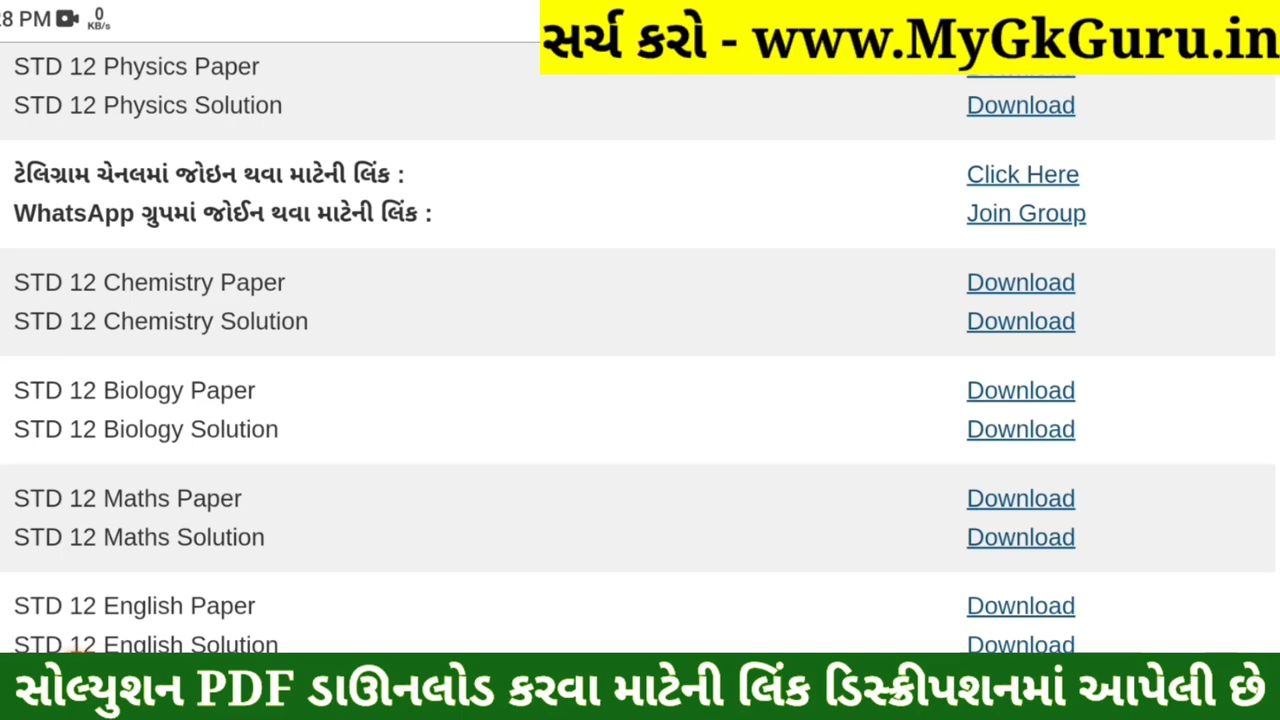 :28 PM 0 KB/s
સર્ચ કરો - www.MyGkGuru.in
STD 12 Physics Paper
STD 12 Physics Solution Download
ટેલિગ્રામ ચેનલમાં જોઇન થવા માટેની લિંક : Click Here
WhatsApp ગ્રુપમાં જોઈન થવા માટેની લિંક : Join Group
STD 12 Chemistry Paper Download
STD 12 Chemistry Solution Download
STD 12 Biology Paper Download
STD 12 Biology Solution Download
STD 12 Maths Paper Download
STD 12 Maths Solution Download
STD 12 English Paper Download
STD 12 English Solution Download
સોલ્યુશન PDF ડાઊનલોડ કરવા માટેની લિંક ડિસ્ક્રીપશનમાં આપેલી છે